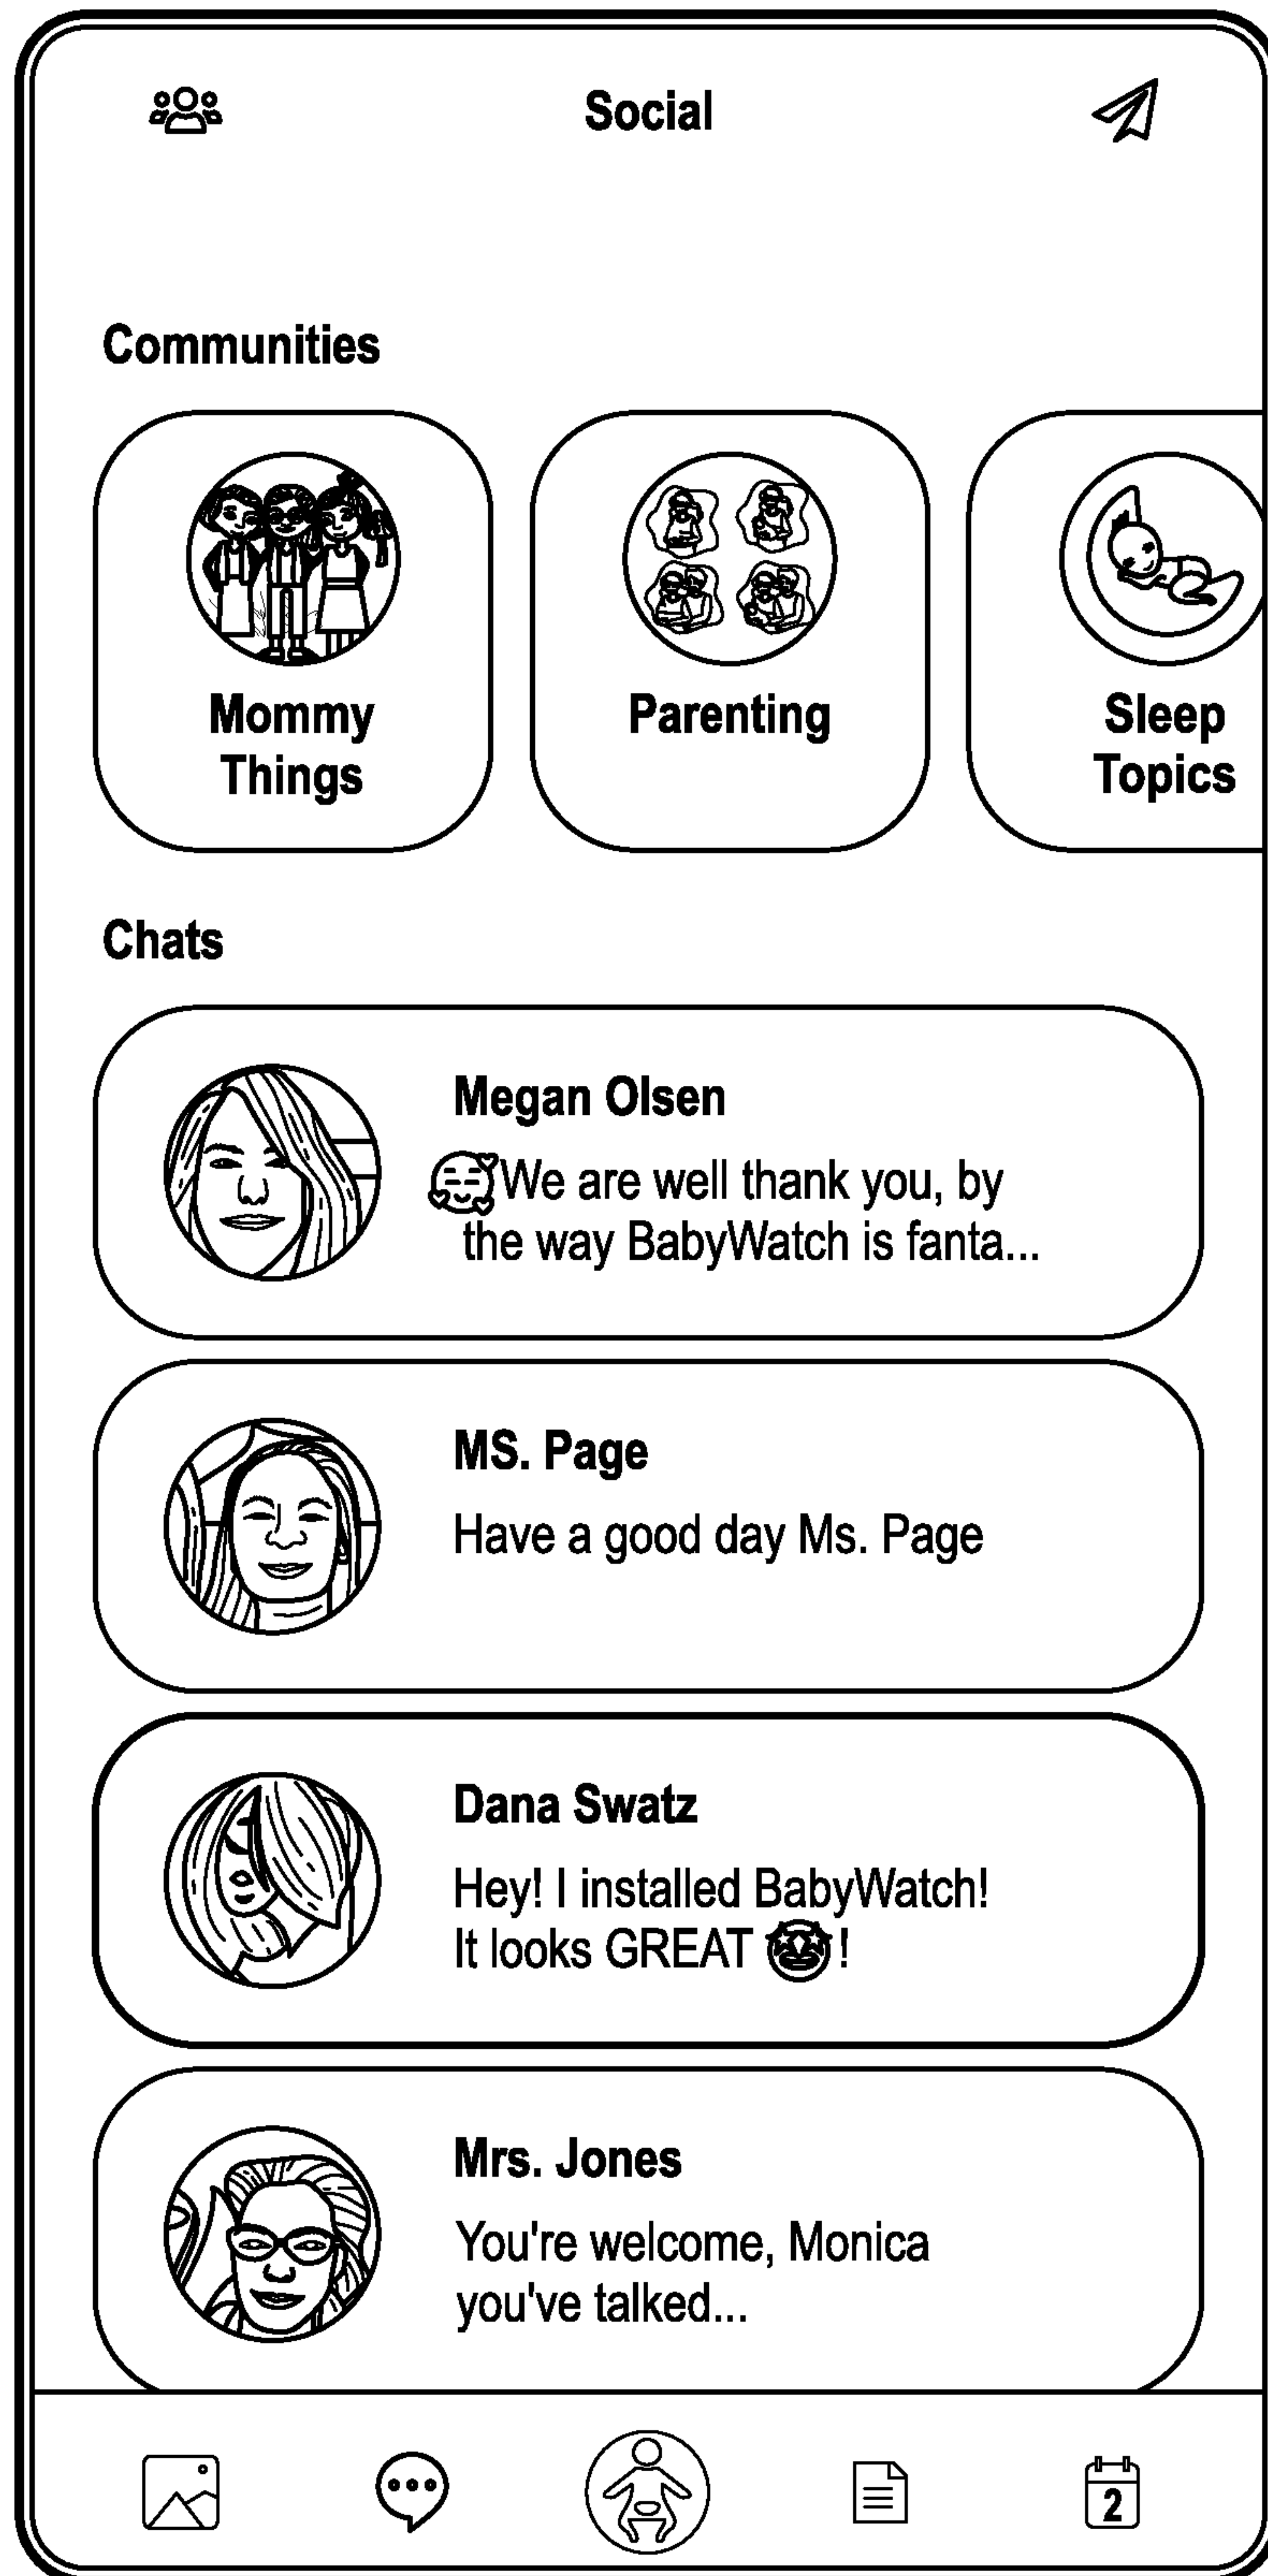 Social
Communities
Mommy
Things
Parenting
Sleep
Topics
Chats
Megan Olsen
🥰We are well thank you, by
the way BabyWatch is fanta...
MS. Page
Have a good day Ms. Page
Dana Swatz
Hey! I installed BabyWatch!
It looks GREAT 🤩!
Mrs. Jones
You're welcome, Monica
you've talked...
2